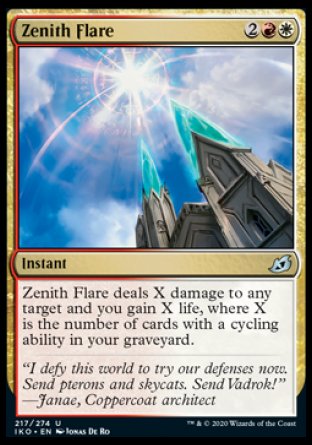 Zenith Flare 2
Instant
Zenith Flare deals X damage to any
target and you gain X life, where X
is the number of cards with a cycling
ability in your graveyard.
“I defy this world to try our defenses now.
Send pterons and skycats. Send Vadrok!”
—Janae, Coppercoat architect
217/274 U
IKO • EN Jonas De Ro ™ & © 2020 Wizards of the Coast